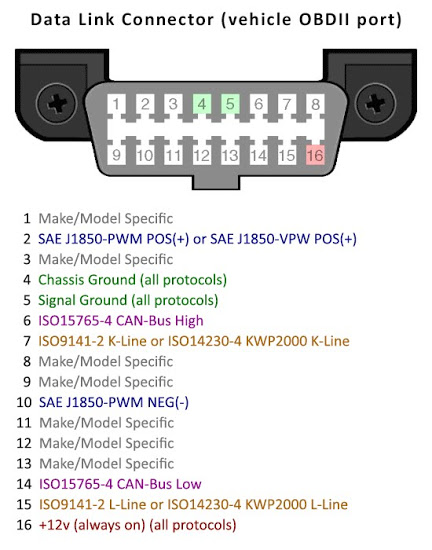 Data Link Connector (vehicle OBDII port)
1 2 3 4 5 6 7 8
9 10 11 12 13 14 15 16
1 Make/Model Specific
2 SAE J1850-PWM POS(+) or SAE J1850-VPW POS(+)
3 Make/Model Specific
4 Chassis Ground (all protocols)
5 Signal Ground (all protocols)
6 ISO15765-4 CAN-Bus High
7 ISO9141-2 K-Line or ISO14230-4 KWP2000 K-Line
8 Make/Model Specific
9 Make/Model Specific
10 SAE J1850-PWM NEG(-)
11 Make/Model Specific
12 Make/Model Specific
13 Make/Model Specific
14 ISO15765-4 CAN-Bus Low
15 ISO9141-2 L-Line or ISO14230-4 KWP2000 L-Line
16 +12v (always on) (all protocols)